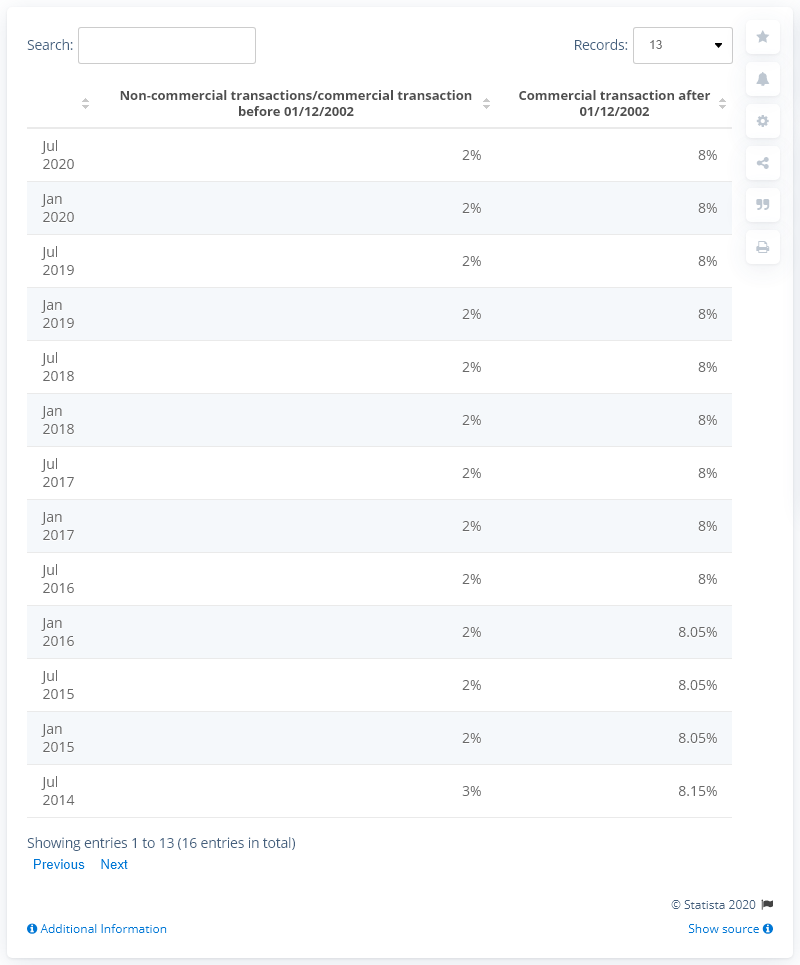 Search:
Records: 13
Non-commercial transactions/commercial transaction before 01/12/2002
Commercial transaction after 01/12/2002
Jul 2020 2% 8%
Jan 2020 2% 8%
Jul 2019 2% 8%
Jan 2019 2% 8%
Jul 2018 2% 8%
Jan 2018 2% 8%
Jul 2017 2% 8%
Jan 2017 2% 8%
Jul 2016 2% 8%
Jan 2016 2% 8.05%
Jul 2015 2% 8.05%
Jan 2015 2% 8.05%
Jul 2014 3% 8.15%
Showing entries 1 to 13 (16 entries in total)
Previous Next
© Statista 2020
Additional Information
Show source